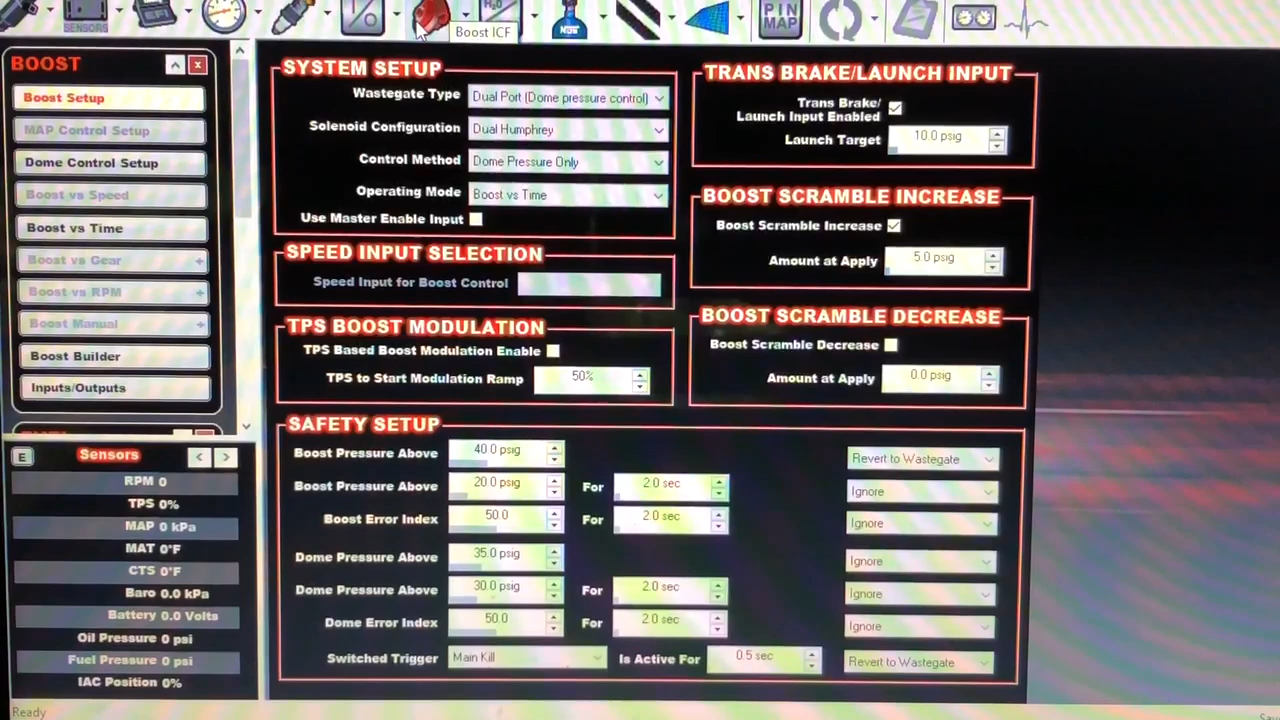 SENSORS
I/O
H2O
NOS
PIN
MAP
Boost ICF
BOOST
Boost Setup
MAP Control Setup
Dome Control Setup
Boost vs Speed
Boost vs Time
Boost vs Gear +
Boost vs RPM +
Boost Manual +
Boost Builder
Inputs/Outputs
E Sensors < >
RPM 0
TPS 0%
MAP 0 kPa
MAT 0°F
CTS 0°F
Baro 0.0 kPa
Battery 0.0 Volts
Oil Pressure 0 psi
Fuel Pressure 0 psi
IAC Position 0%
Ready
SYSTEM SETUP
Wastegate Type Dual Port (Dome pressure control)
Solenoid Configuration Dual Humphrey
Control Method Dome Pressure Only
Operating Mode Boost vs Time
Use Master Enable Input
SPEED INPUT SELECTION
Speed Input for Boost Control
TPS BOOST MODULATION
TPS Based Boost Modulation Enable
TPS to Start Modulation Ramp 50%
TRANS BRAKE/LAUNCH INPUT
Trans Brake/
Launch Input Enabled
Launch Target 10.0 psig
BOOST SCRAMBLE INCREASE
Boost Scramble Increase
Amount at Apply 5.0 psig
BOOST SCRAMBLE DECREASE
Boost Scramble Decrease
Amount at Apply 0.0 psig
SAFETY SETUP
Boost Pressure Above 40.0 psig Revert to Wastegate
Boost Pressure Above 20.0 psig For 2.0 sec Ignore
Boost Error Index 50.0 For 2.0 sec Ignore
Dome Pressure Above 35.0 psig Ignore
Dome Pressure Above 30.0 psig For 2.0 sec Ignore
Dome Error Index 50.0 For 2.0 sec Ignore
Switched Trigger Main Kill Is Active For 0.5 sec Revert to Wastegate